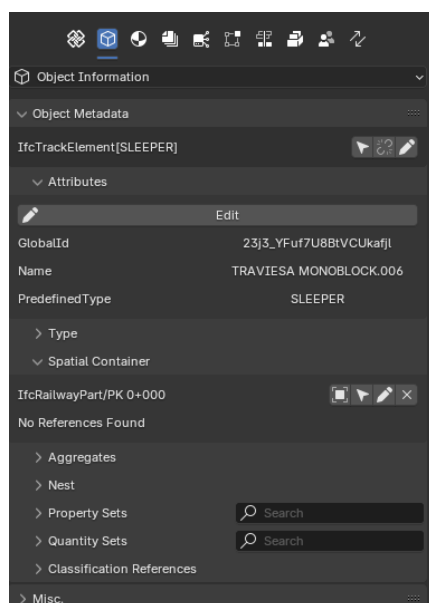 Object Information
Object Metadata
IfcTrackElement[SLEEPER]
Attributes
Edit
GlobalId 23j3_YFuf7U8BtVCUkafjl
Name TRAVIESA MONOBLOCK.006
PredefinedType SLEEPER
Type
Spatial Container
IfcRailwayPart/PK 0+000
No References Found
Aggregates
Nest
Property Sets Search
Quantity Sets Search
Classification References
Misc.